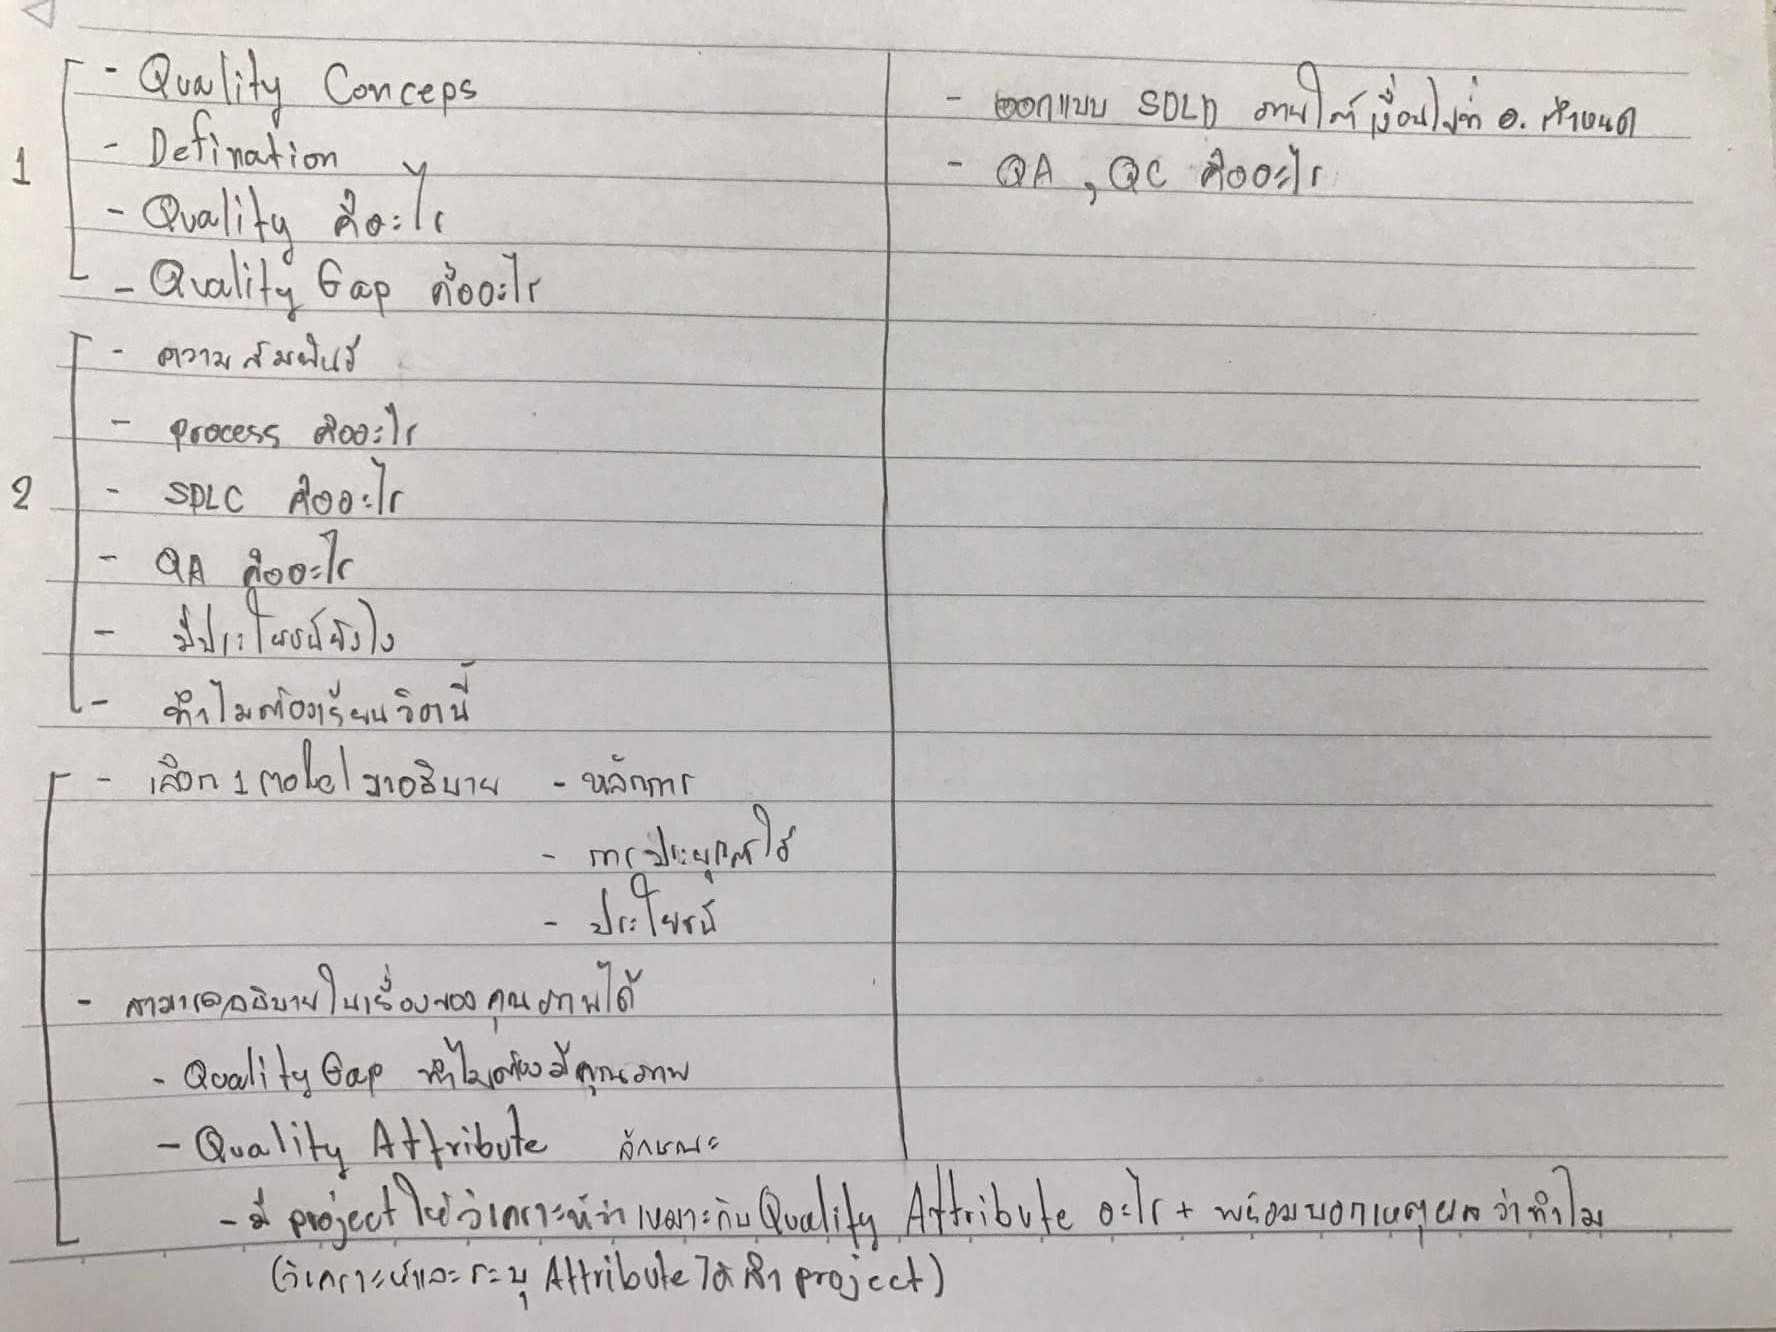 - Quality Conceps
- Defination
1
- Quality คืออะไร
- Quality Gap คืออะไร
- ความสัมพันธ์
- process คืออะไร
2
- SDLC คืออะไร
- QA คืออะไร
- มีประโยชน์ยังไง
- ทำไมต้องเรียนวิชานี้
- เลือก 1 model มาอธิบาย - หลักการ
- การประยุกต์ใช้
- ประโยชน์
- สามารถอธิบายในเรื่องของคุณภาพได้
- Quality Gap ทำไมต้องมีคุณภาพ
- Quality Attribute ลักษณะ
- มี project ให้วิเคราะห์ว่าเหมาะกับ Quality Attribute อะไร + พร้อมบอกเหตุผลว่าทำไม
(วิเคราะห์และระบุ Attribute ได้ project)
- ออกแบบ SDLD ภายใต้เงื่อนไขที่ อ. กำหนด
- QA , QC คืออะไร